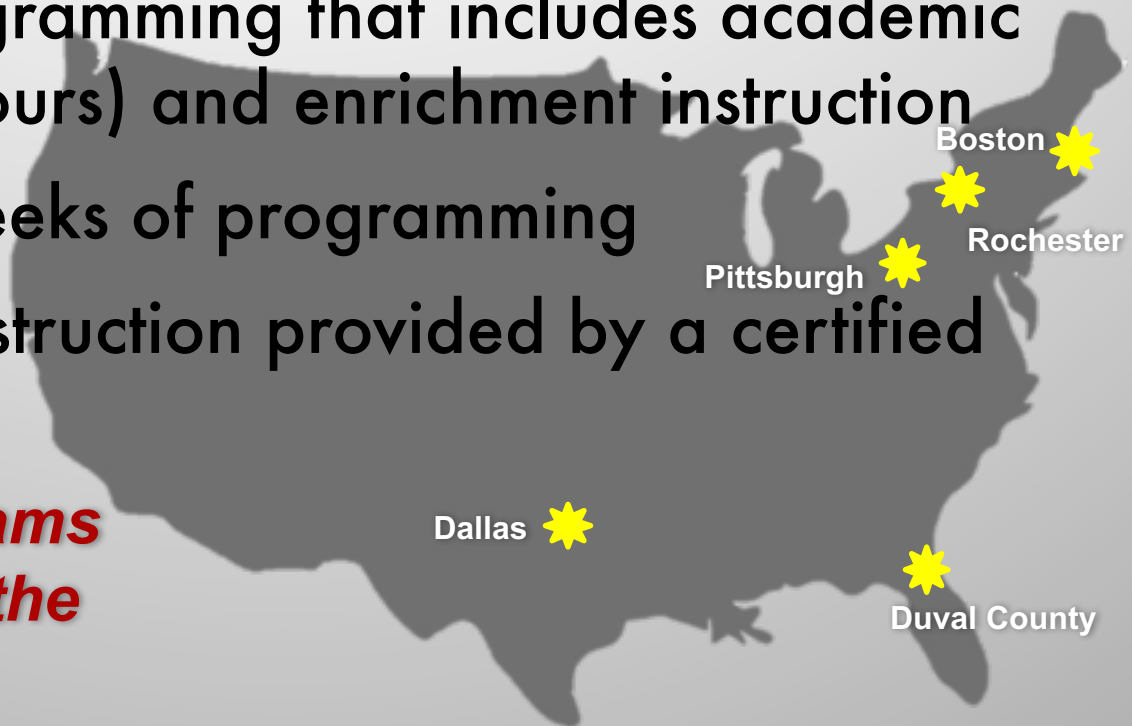 gramming that includes academic
ours) and enrichment instruction
Boston
eeks of programming
Rochester
Pittsburgh
struction provided by a certified
ams
Dallas
the
Duval County